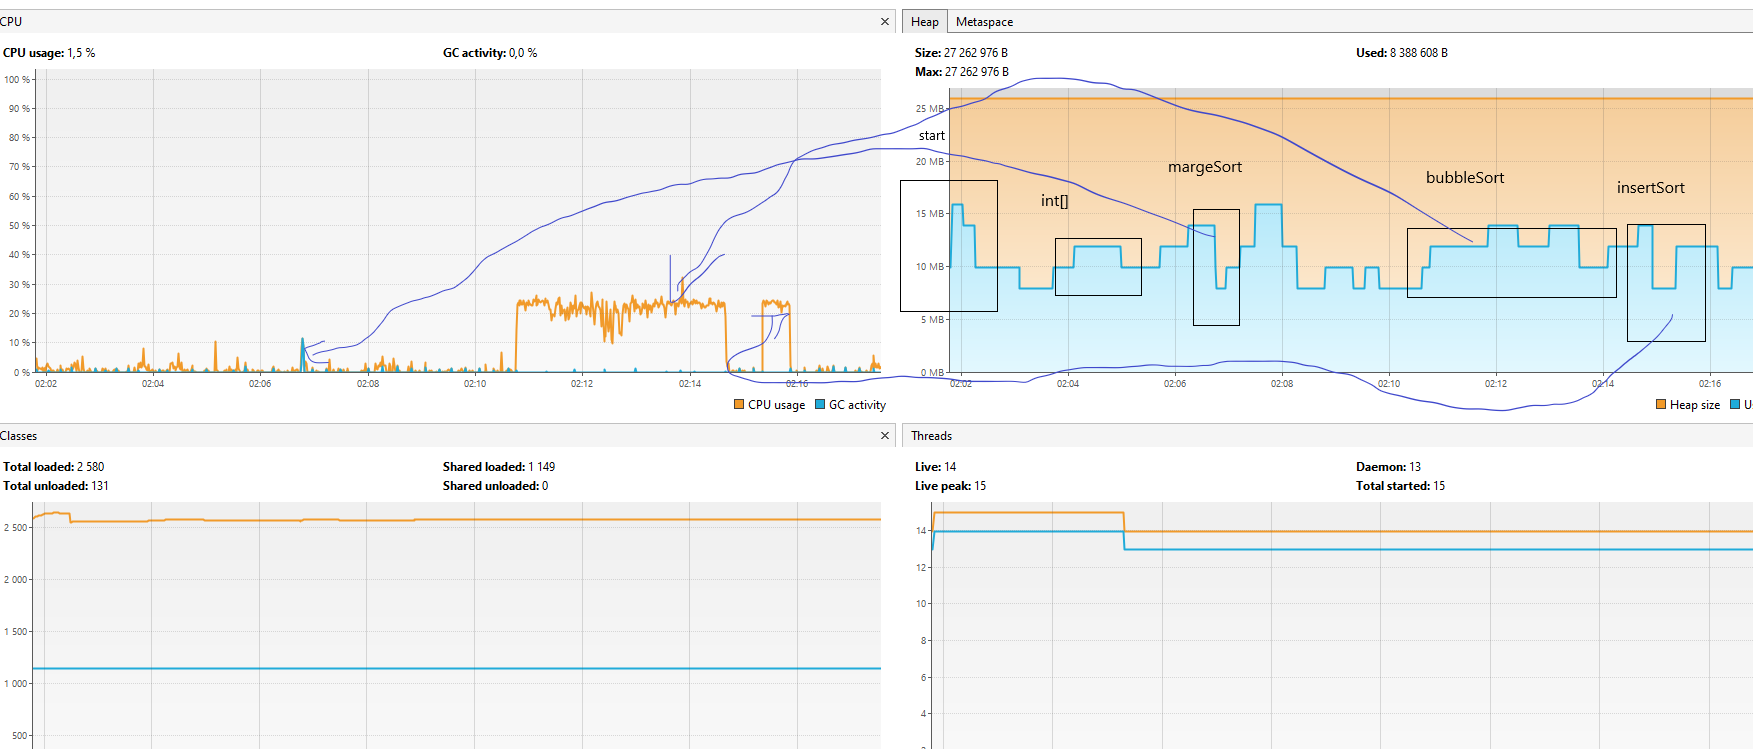 CPU
CPU usage: 1,5 %
GC activity: 0,0 %
100 %
90 %
80 %
70 %
60 %
50 %
40 %
30 %
20 %
10 %
0 %
02:02
02:04
02:06
02:08
02:10
02:12
02:14
02:16
CPU usage
GC activity
Heap
Metaspace
Size: 27 262 976 B
Used: 8 388 608 B
Max: 27 262 976 B
25 MB
start
20 MB
15 MB
10 MB
5 MB
0 MB
int[]
margeSort
bubbleSort
insertSort
02:02
02:04
02:06
02:08
02:10
02:12
02:14
02:16
Heap size
Us
Classes
Total loaded: 2 580
Shared loaded: 1 149
Total unloaded: 131
Shared unloaded: 0
2 500
2 000
1 500
1 000
500
Threads
Live: 14
Daemon: 13
Live peak: 15
Total started: 15
14
12
10
8
6
4